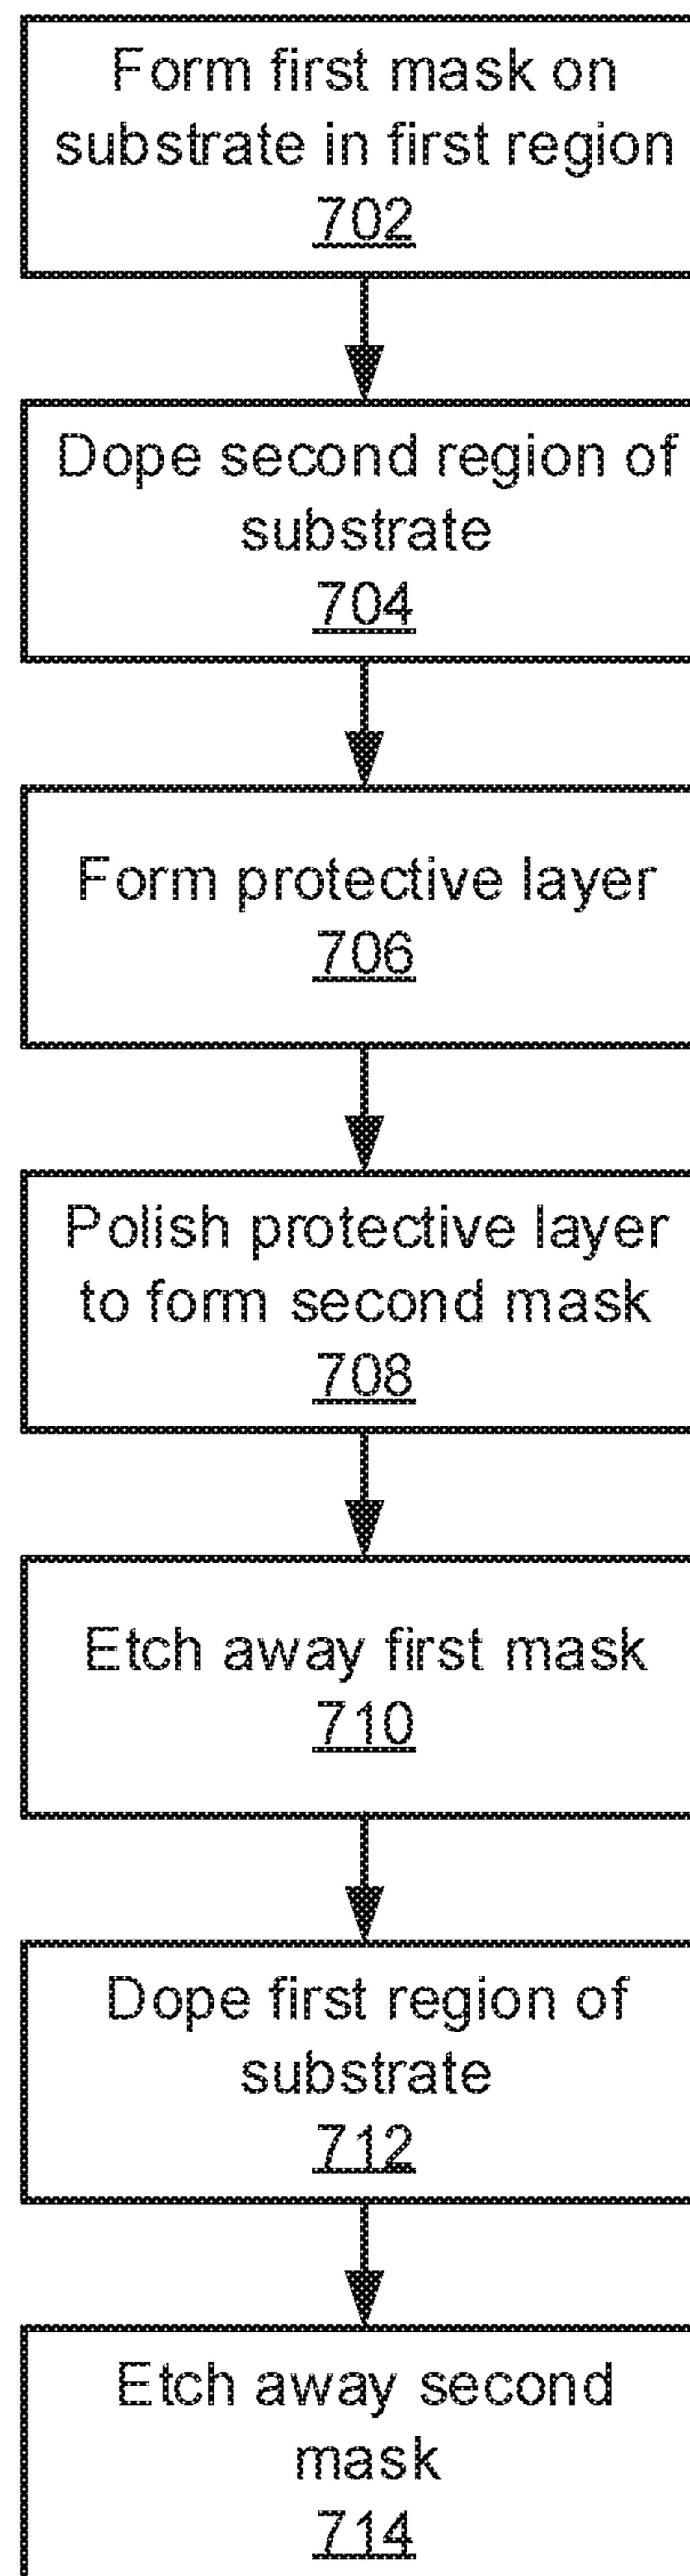 Form first mask on
substrate in first region
702
Dope second region of
substrate
704
Form protective layer
706
Polish protective layer
to form second mask
708
Etch away first mask
710
Dope first region of
substrate
712
Etch away second
mask
714